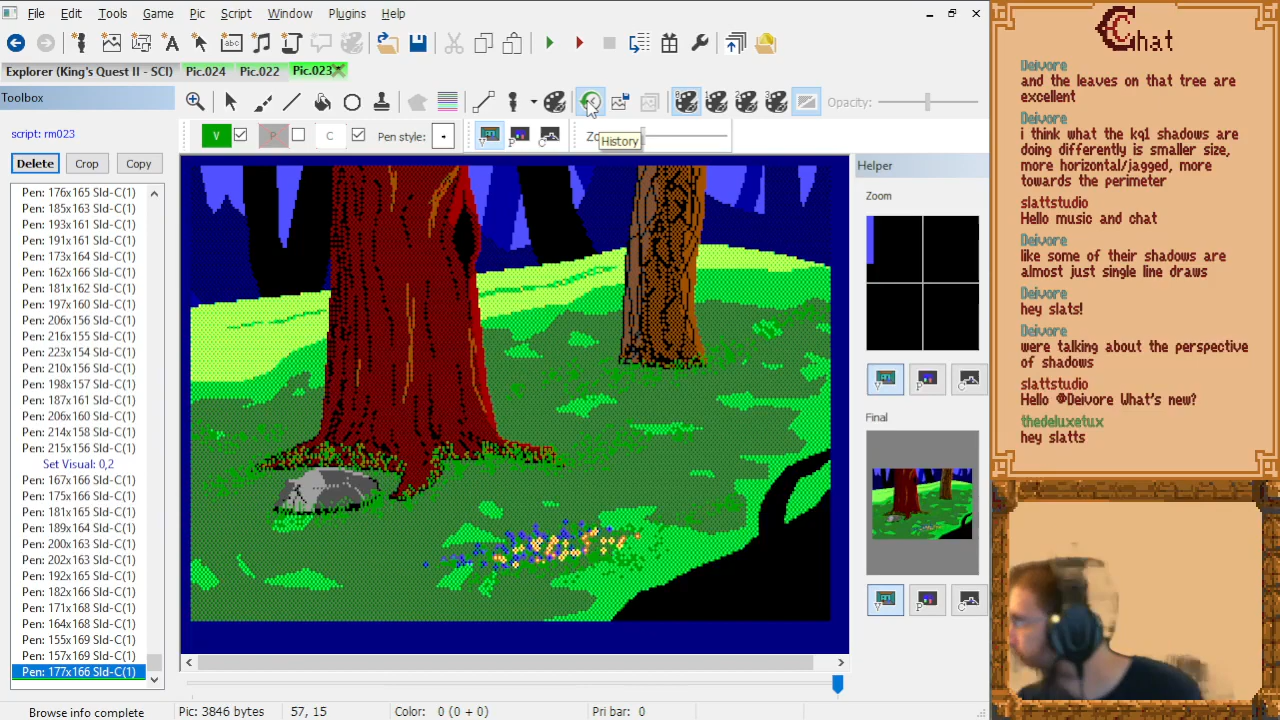 File Edit Tools Game Pic Script Window Plugins Help
Explorer (King's Quest II - SCI) Pic.024 Pic.022 Pic.023
Toolbox
Opacity:
script: rm023
V P C Pen style:
History
Delete Crop Copy
Helper
Zoom
Pen: 176x165 Sld-C(1)
Pen: 185x163 Sld-C(1)
Pen: 193x161 Sld-C(1)
Pen: 191x161 Sld-C(1)
Pen: 173x164 Sld-C(1)
Pen: 162x166 Sld-C(1)
Pen: 181x162 Sld-C(1)
Pen: 197x160 Sld-C(1)
Pen: 206x156 Sld-C(1)
Pen: 216x154 Sld-C(1)
Pen: 223x154 Sld-C(1)
Pen: 210x156 Sld-C(1)
Pen: 198x157 Sld-C(1)
Pen: 187x161 Sld-C(1)
Pen: 206x160 Sld-C(1)
Pen: 214x158 Sld-C(1)
Pen: 215x156 Sld-C(1)
Set Visual: 0,2
Pen: 167x166 Sld-C(1)
Pen: 175x166 Sld-C(1)
Pen: 181x165 Sld-C(1)
Pen: 189x164 Sld-C(1)
Pen: 200x163 Sld-C(1)
Pen: 192x165 Sld-C(1)
Pen: 182x166 Sld-C(1)
Pen: 171x168 Sld-C(1)
Pen: 164x168 Sld-C(1)
Pen: 155x169 Sld-C(1)
Pen: 157x169 Sld-C(1)
Pen: 177x166 Sld-C(1)
Final
Browse info complete Pic: 3846 bytes 57, 15 Color: 0 (0 + 0) Pri bar: 0
Chat
Deivore
and the leaves on that tree are
excellent
Deivore
i think what the kq1 shadows are
doing differently is smaller size,
more horizontal/jagged, more
towards the perimeter
slattstudio
Hello music and chat
Deivore
like some of their shadows are
almost just single line draws
Deivore
hey slats!
Deivore
were talking about the perspective
of shadows
slattstudio
Hello @Deivore What's new?
thedeluxetux
hey slatts